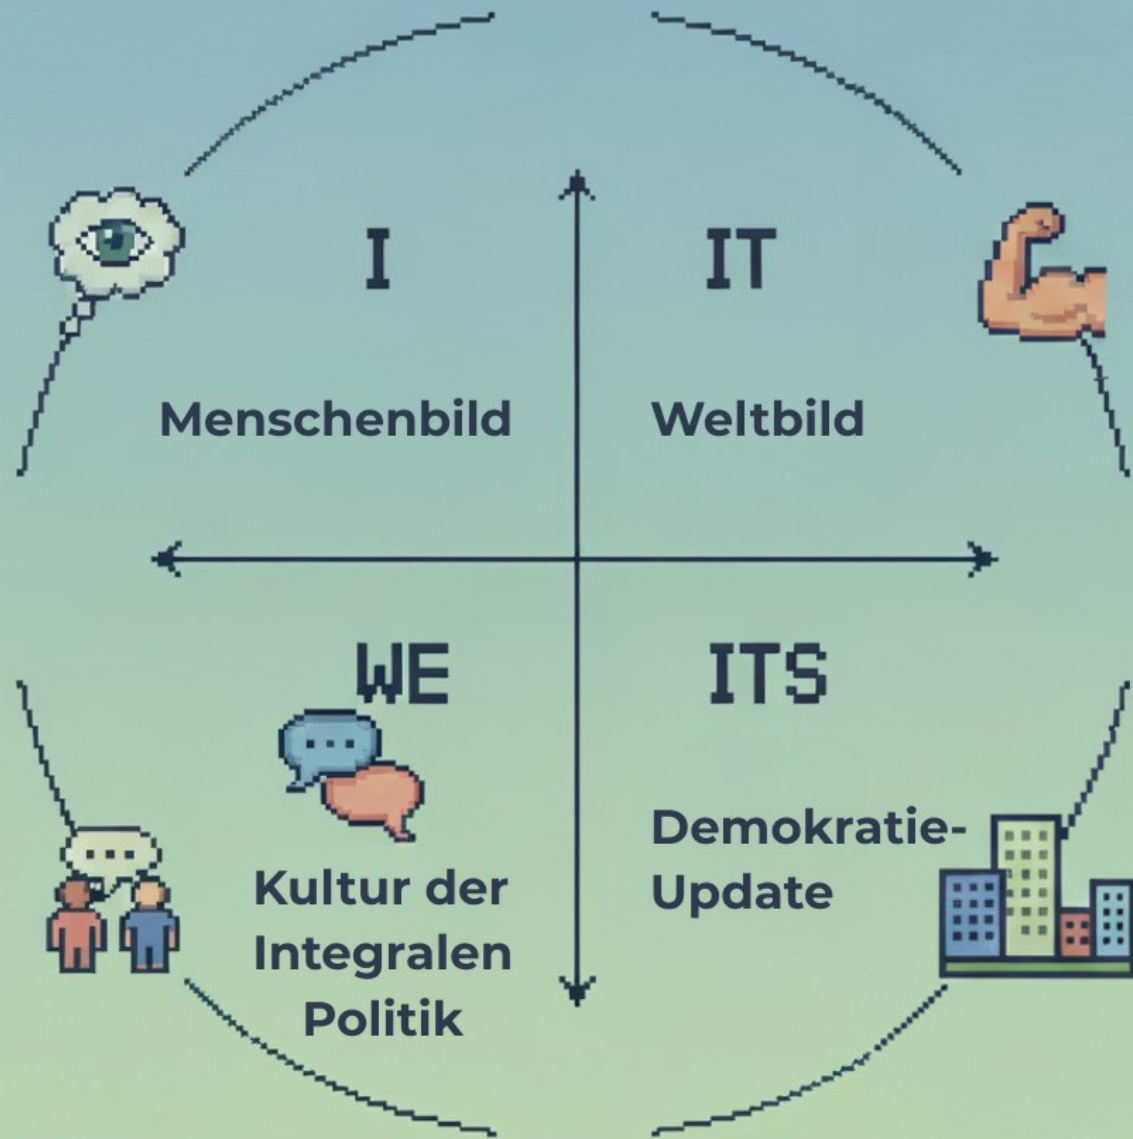 I
IT
Menschenbild
Weltbild
WE
ITS
Kultur der
Integralen
Politik
Demokratie-
Update